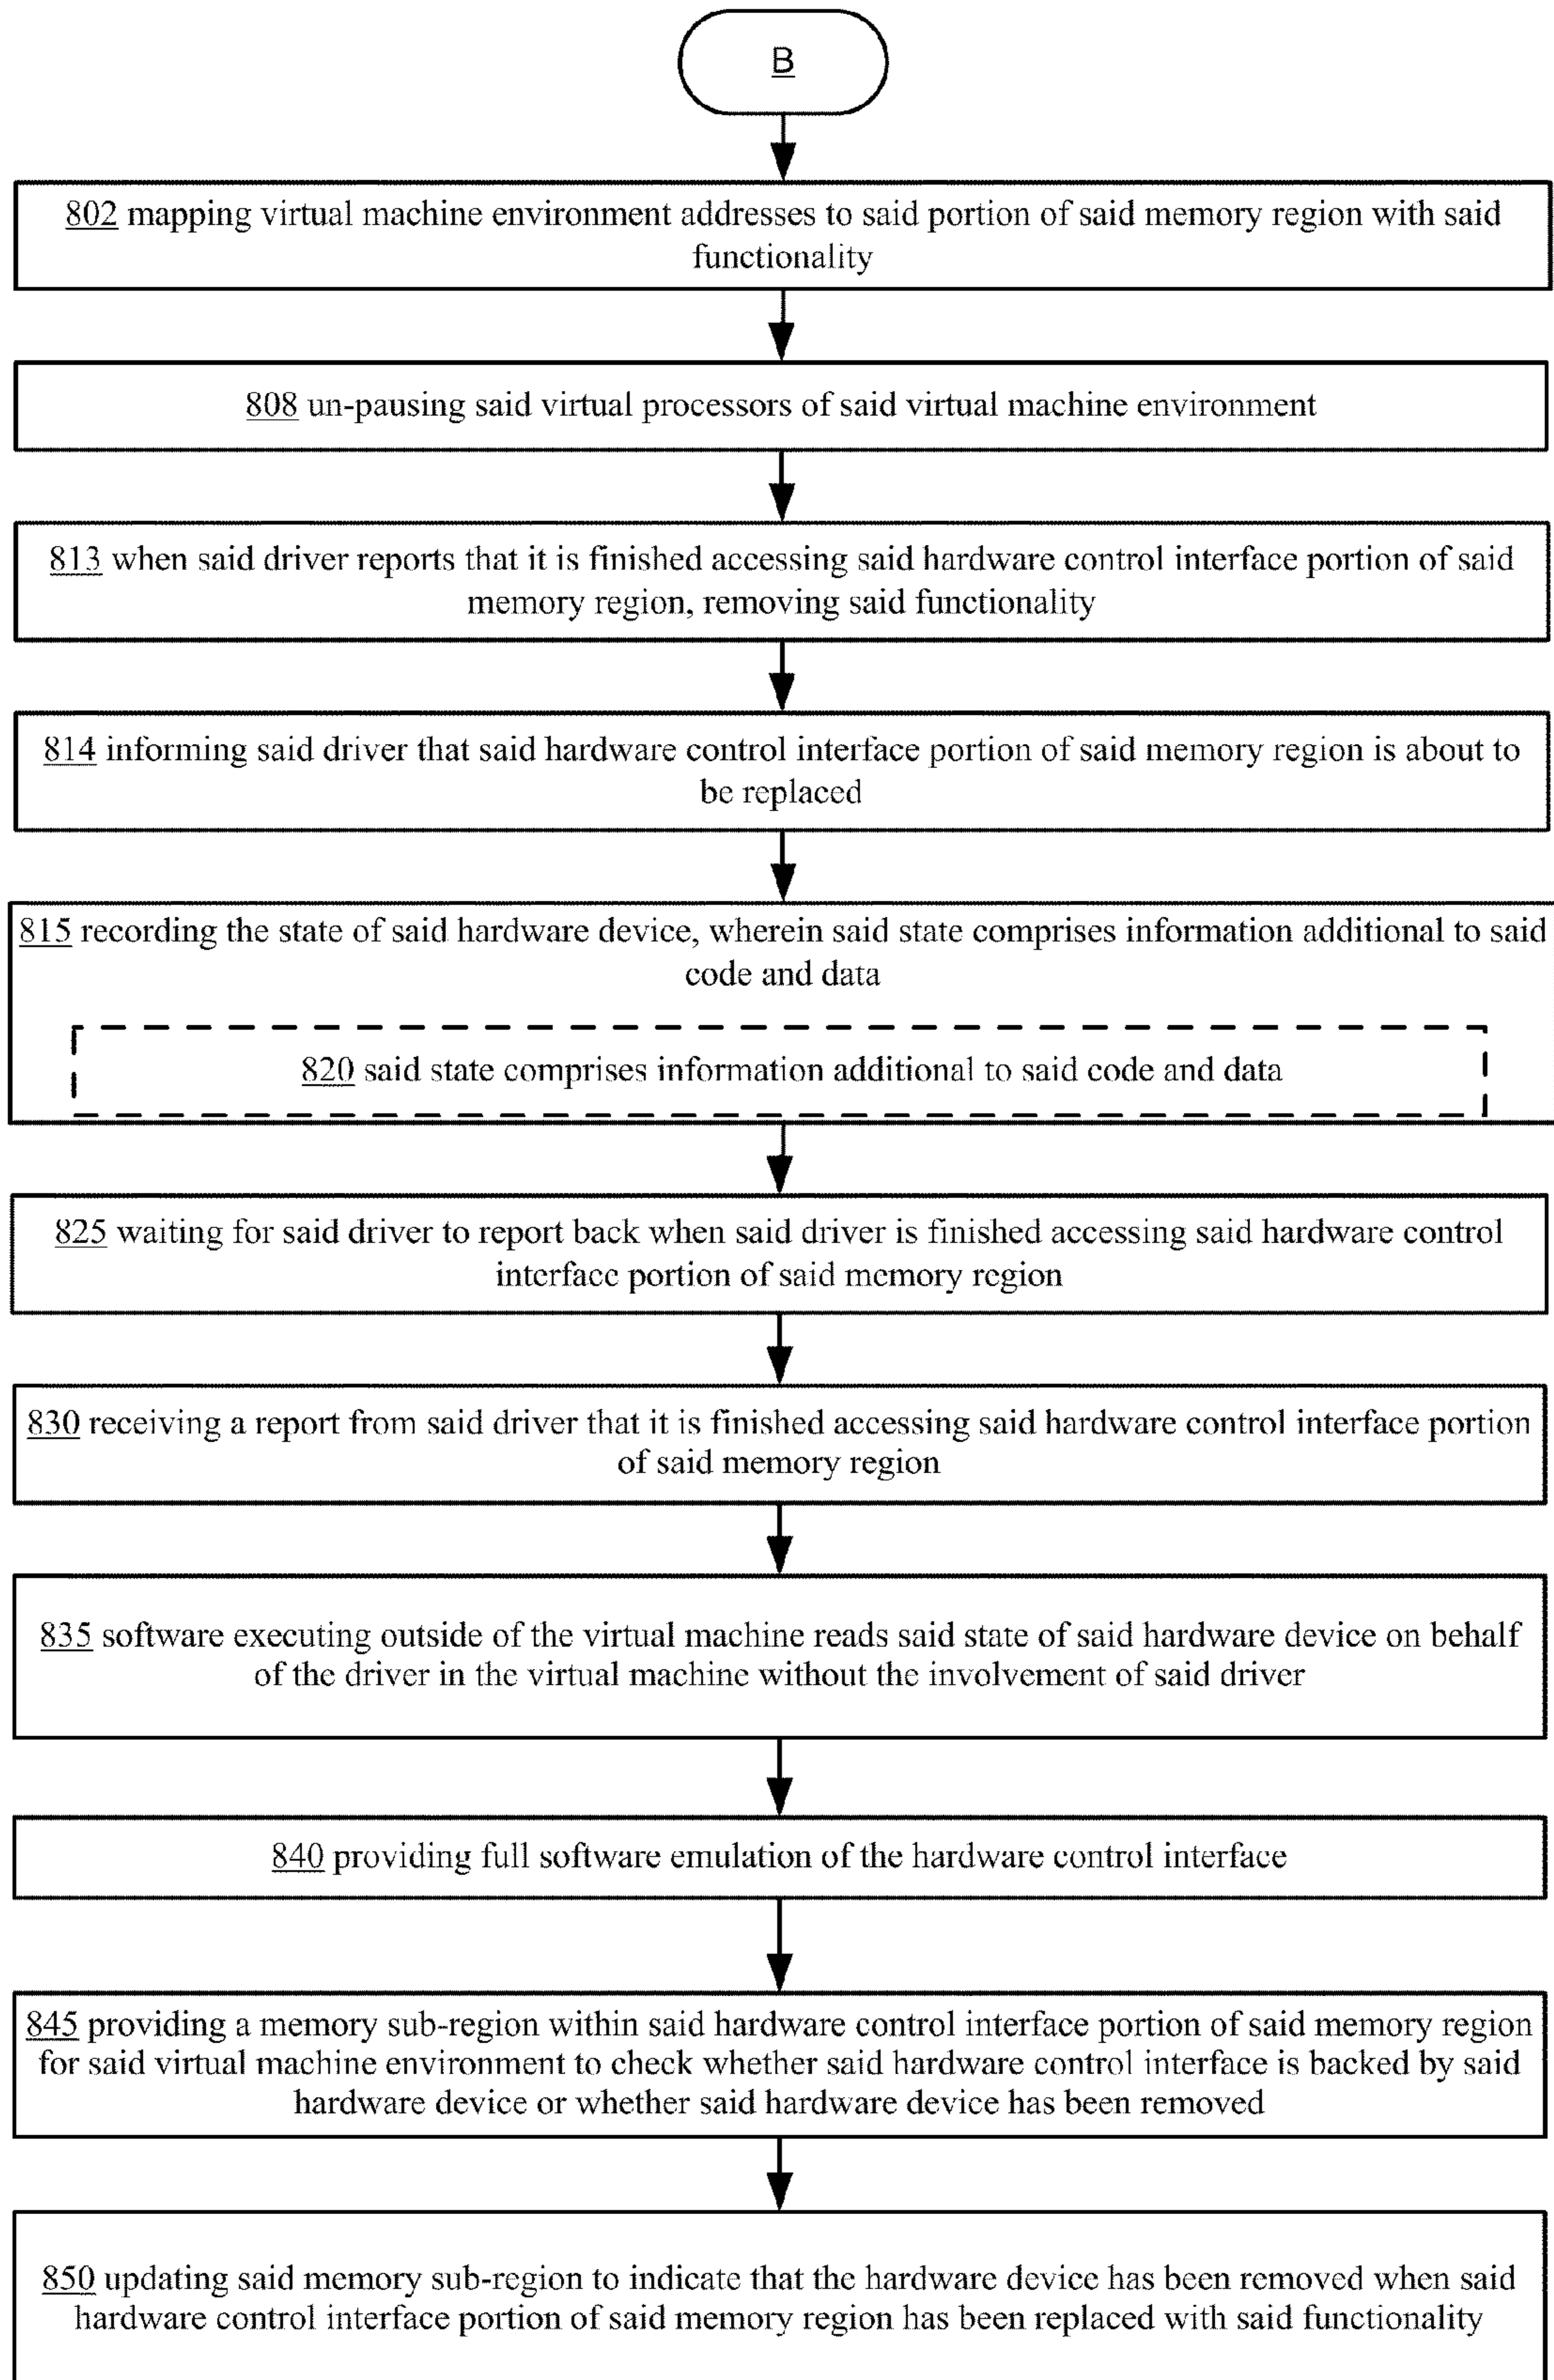 B
802 mapping virtual machine environment addresses to said portion of said memory region with said
functionality
808 un-pausing said virtual processors of said virtual machine environment
813 when said driver reports that it is finished accessing said hardware control interface portion of said
memory region, removing said functionality
814 informing said driver that said hardware control interface portion of said memory region is about to
be replaced
815 recording the state of said hardware device, wherein said state comprises information additional to said
code and data
820 said state comprises information additional to said code and data
825 waiting for said driver to report back when said driver is finished accessing said hardware control
interface portion of said memory region
830 receiving a report from said driver that it is finished accessing said hardware control interface portion
of said memory region
835 software executing outside of the virtual machine reads said state of said hardware device on behalf
of the driver in the virtual machine without the involvement of said driver
840 providing full software emulation of the hardware control interface
845 providing a memory sub-region within said hardware control interface portion of said memory region
for said virtual machine environment to check whether said hardware control interface is backed by said
hardware device or whether said hardware device has been removed
850 updating said memory sub-region to indicate that the hardware device has been removed when said
hardware control interface portion of said memory region has been replaced with said functionality